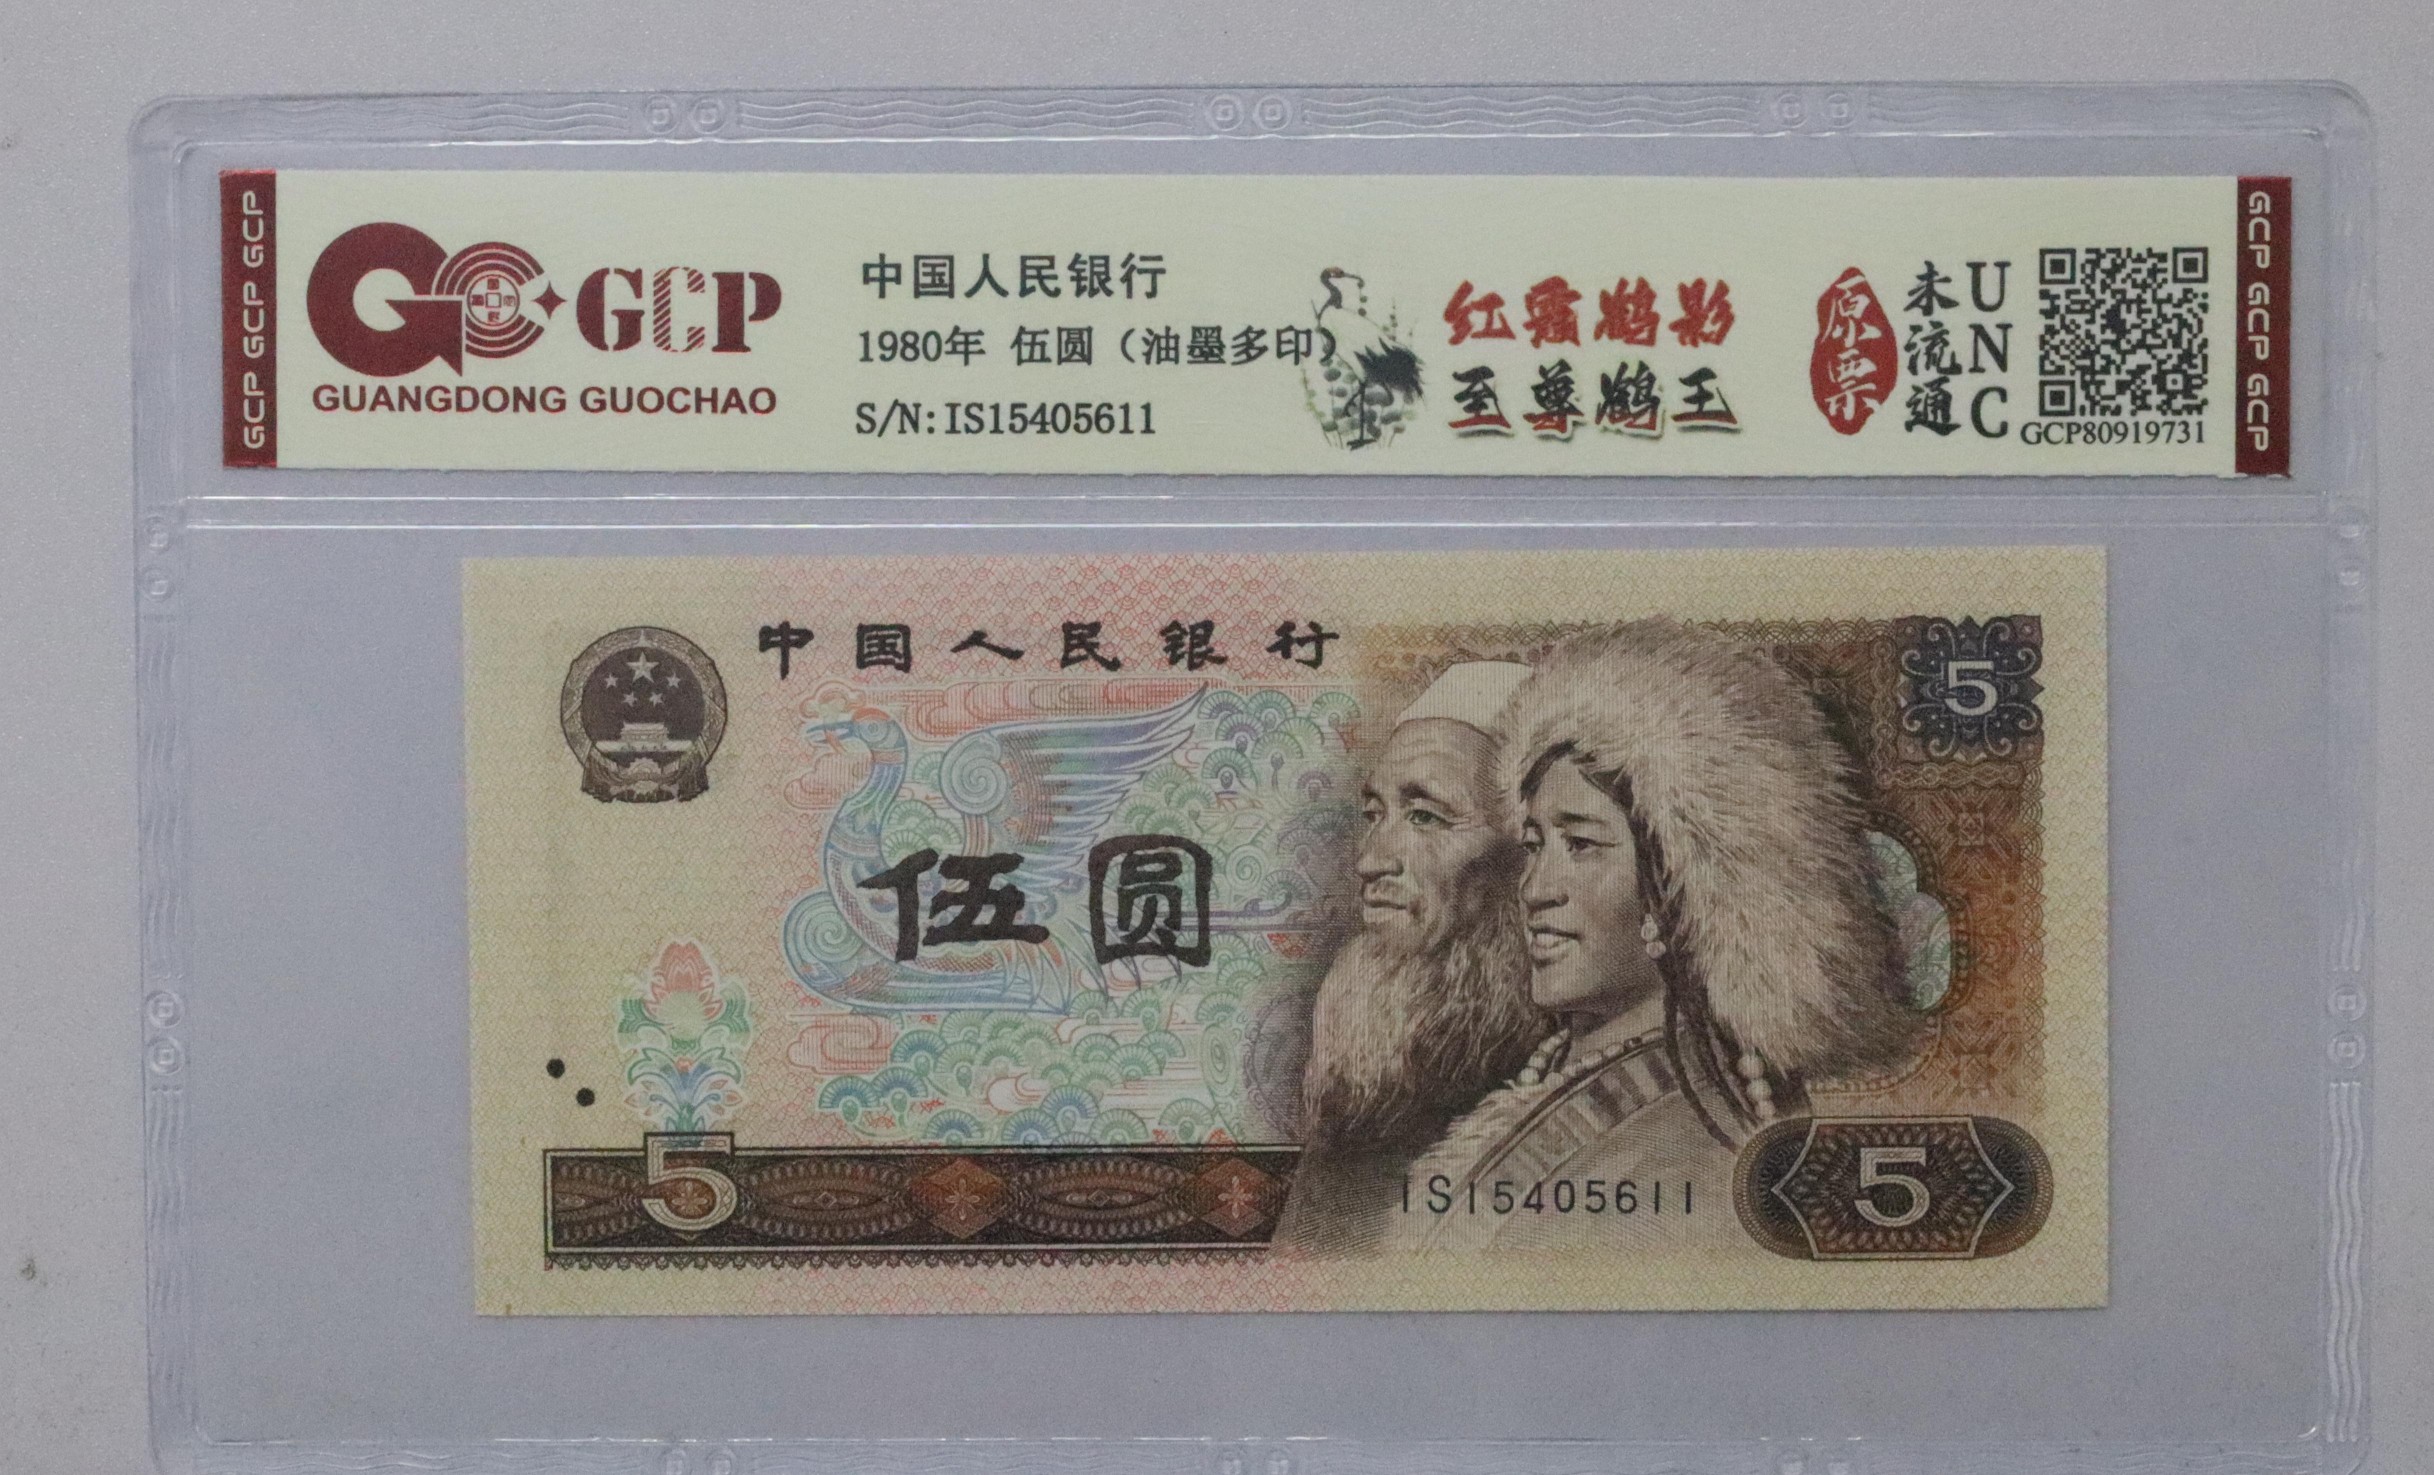 GCP GCP GCP
GCP
GUANGDONG GUOCHAO
中国人民银行
1980年 伍圆（油墨多印）
S/N:IS15405611
红霞鹤影
至尊鹤王
原票
未流通
UNC
GCP80919731
GCP GCP GCP
中国人民银行
5
伍圆
5
IS15405611
5